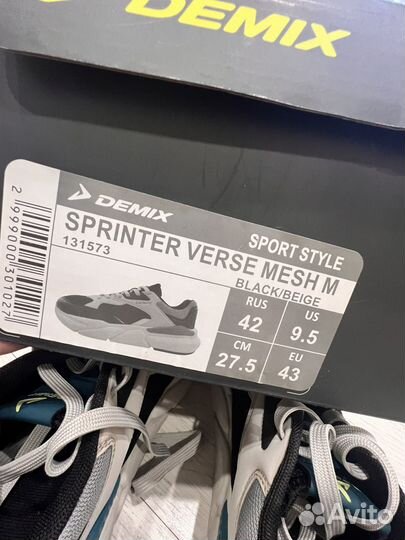 DEMIX
DEMIX
SPORT STYLE
SPRINTER VERSE MESH M
131573
BLACK/BEIGE
RUS
42
US
9.5
CM
27.5
EU
43
2999000301027
Avito